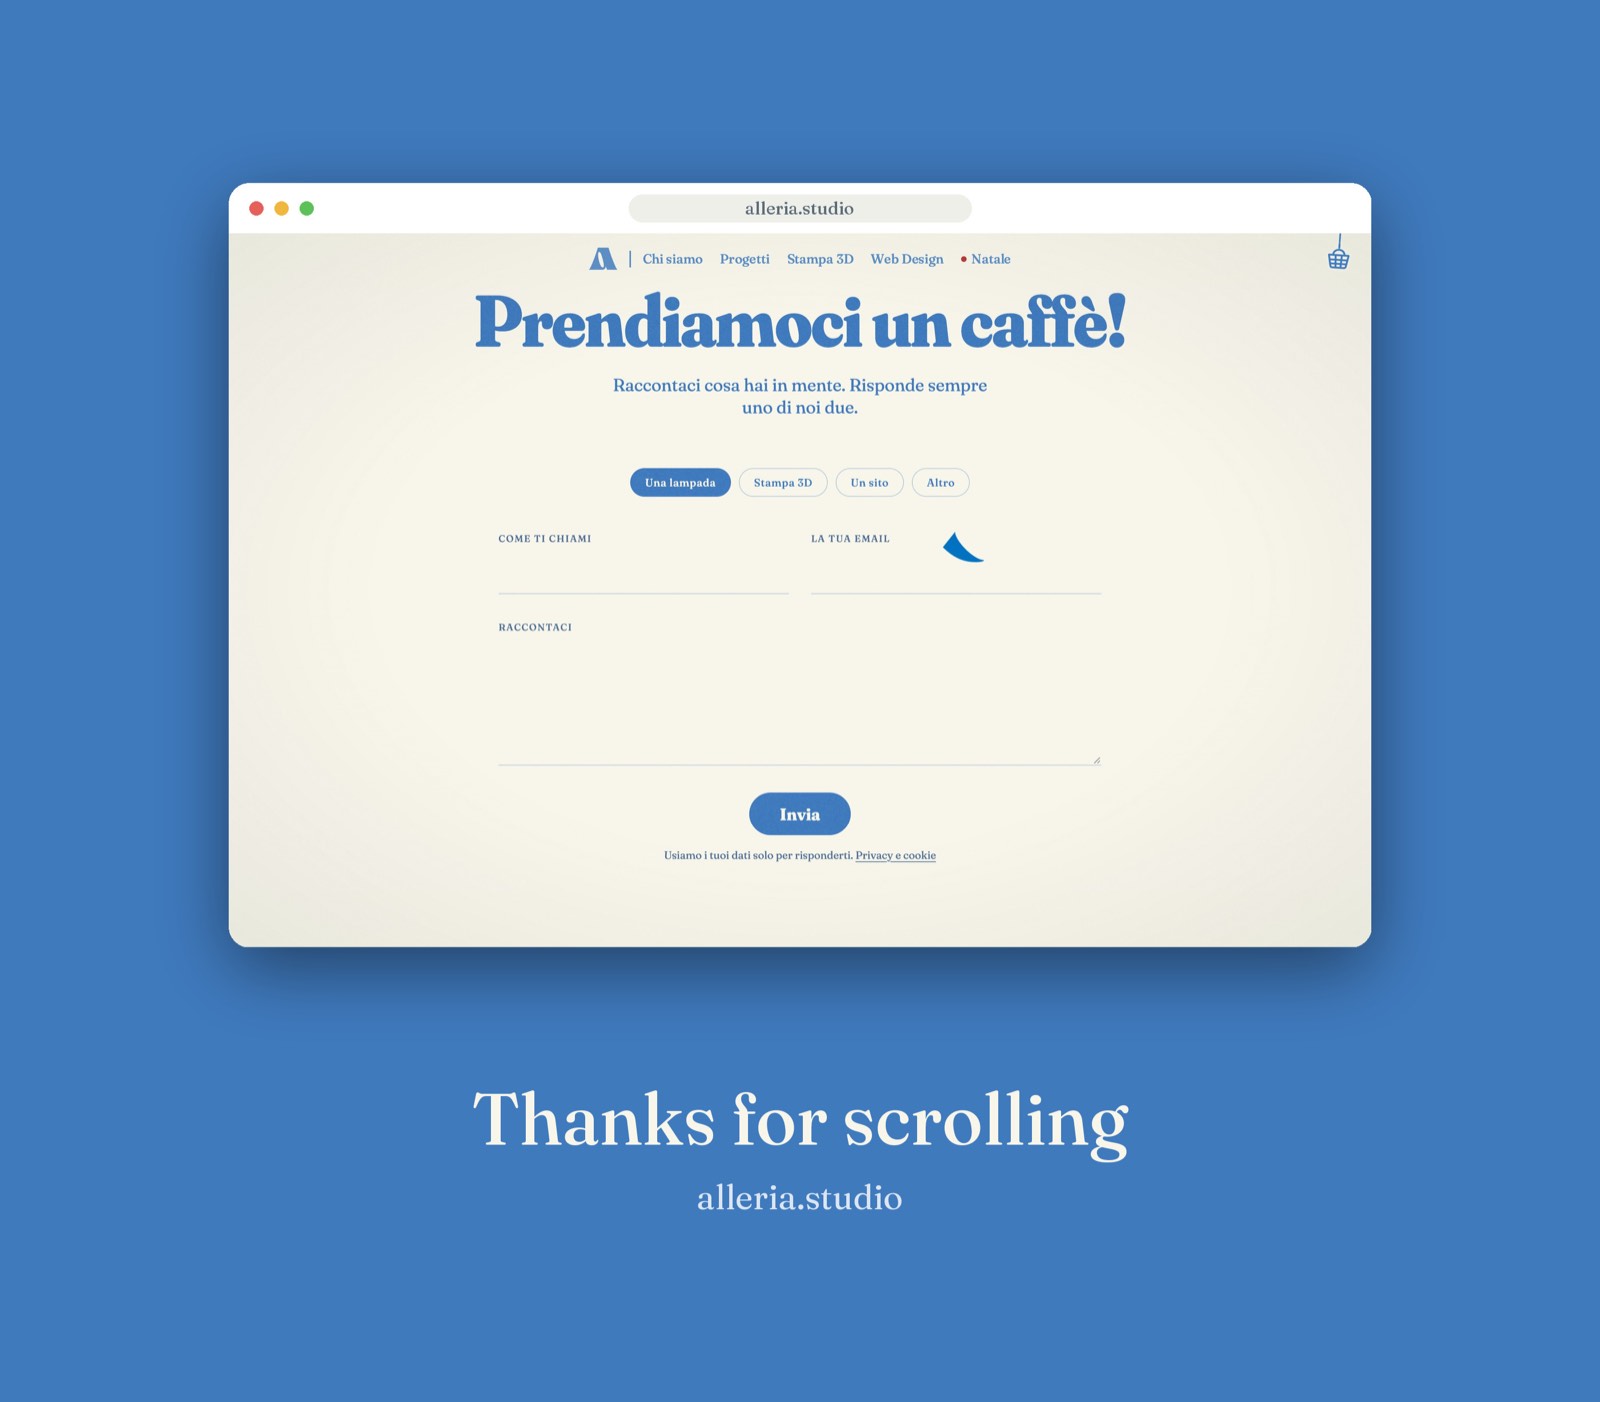 alleria.studio
Chi siamo Progetti Stampa 3D Web Design Natale
Prendiamoci un caffè!
Raccontaci cosa hai in mente. Risponde sempre
uno di noi due.
Una lampada Stampa 3D Un sito Altro
COME TI CHIAMI LA TUA EMAIL
RACCONTACI
Invia
Usiamo i tuoi dati solo per risponderti. Privacy e cookie
Thanks for scrolling
alleria.studio